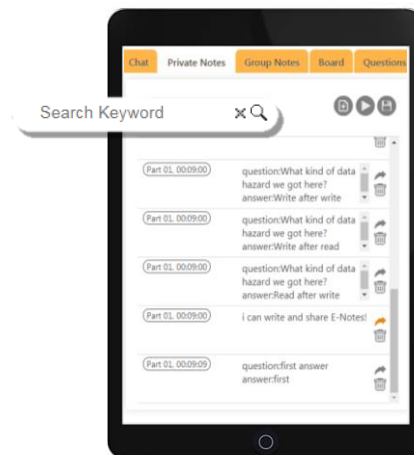 Chat Private Notes Group Notes Board Questions
Search Keyword
Part 01, 00:09:00 question:What kind of data
hazard we got here?
answer:Write after write
Part 01, 00:09:00 question:What kind of data
hazard we got here?
answer:Write after read
Part 01, 00:09:00 question:What kind of data
hazard we got here?
answer:Read after write
Part 01, 00:09:00 i can write and share E-Notes!
Part 01, 00:09:09 question:first answer
answer:first